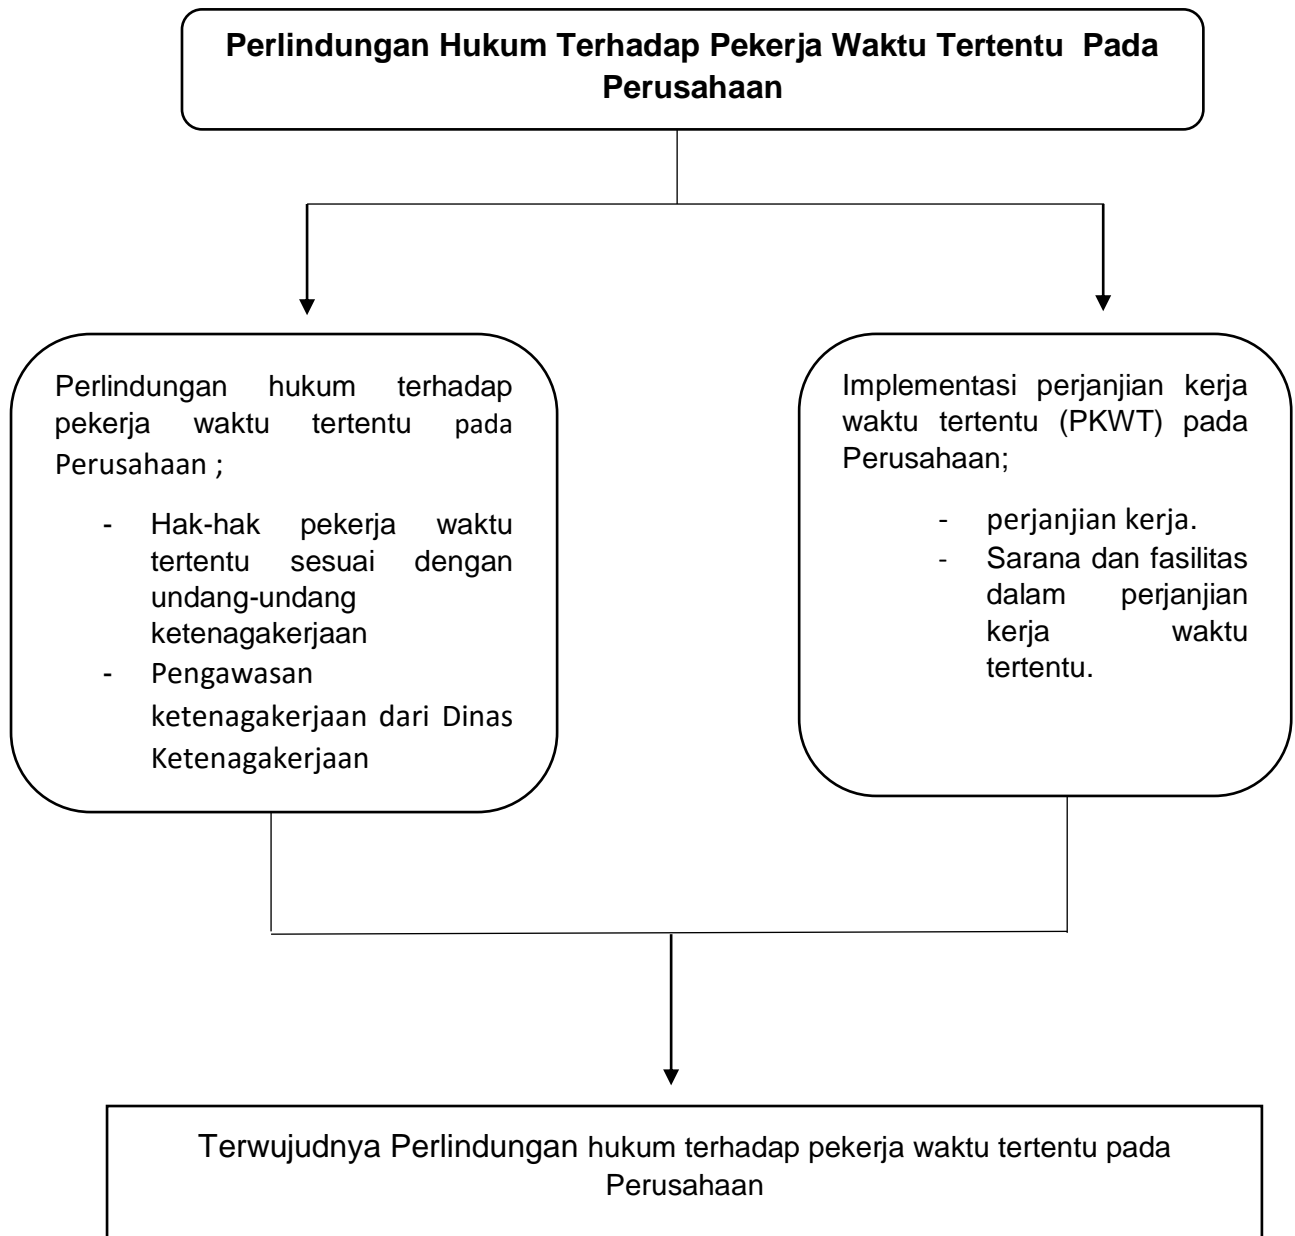 Perlindungan Hukum Terhadap Pekerja Waktu Tertentu Pada
Perusahaan
Perlindungan hukum terhadap
pekerja waktu tertentu pada
Perusahaan ;
- Hak-hak pekerja waktu
tertentu sesuai dengan
undang-undang
ketenagakerjaan
- Pengawasan
ketenagakerjaan dari Dinas
Ketenagakerjaan
Implementasi perjanjian kerja
waktu tertentu (PKWT) pada
Perusahaan;
- perjanjian kerja.
- Sarana dan fasilitas
dalam perjanjian
kerja waktu
tertentu.
Terwujudnya Perlindungan hukum terhadap pekerja waktu tertentu pada
Perusahaan